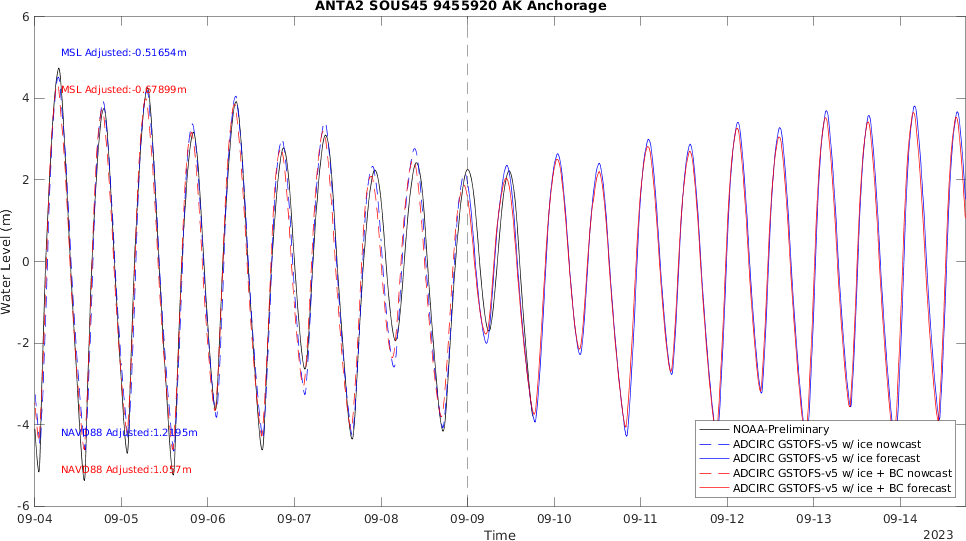 ANTA2 SOUS45 9455920 AK Anchorage
6
MSL Adjusted:-0.51654m
MSL Adjusted:-0.67899m
4
2
Water Level (m)
0
-2
-4
NAVD88 Adjusted:1.2195m
NAVD88 Adjusted:1.057m
NOAA-Preliminary
ADCIRC GSTOFS-v5 w/ ice nowcast
ADCIRC GSTOFS-v5 w/ ice forecast
ADCIRC GSTOFS-v5 w/ ice + BC nowcast
ADCIRC GSTOFS-v5 w/ ice + BC forecast
-6
09-04 09-05 09-06 09-07 09-08 09-09 09-10 09-11 09-12 09-13 09-14
Time
2023